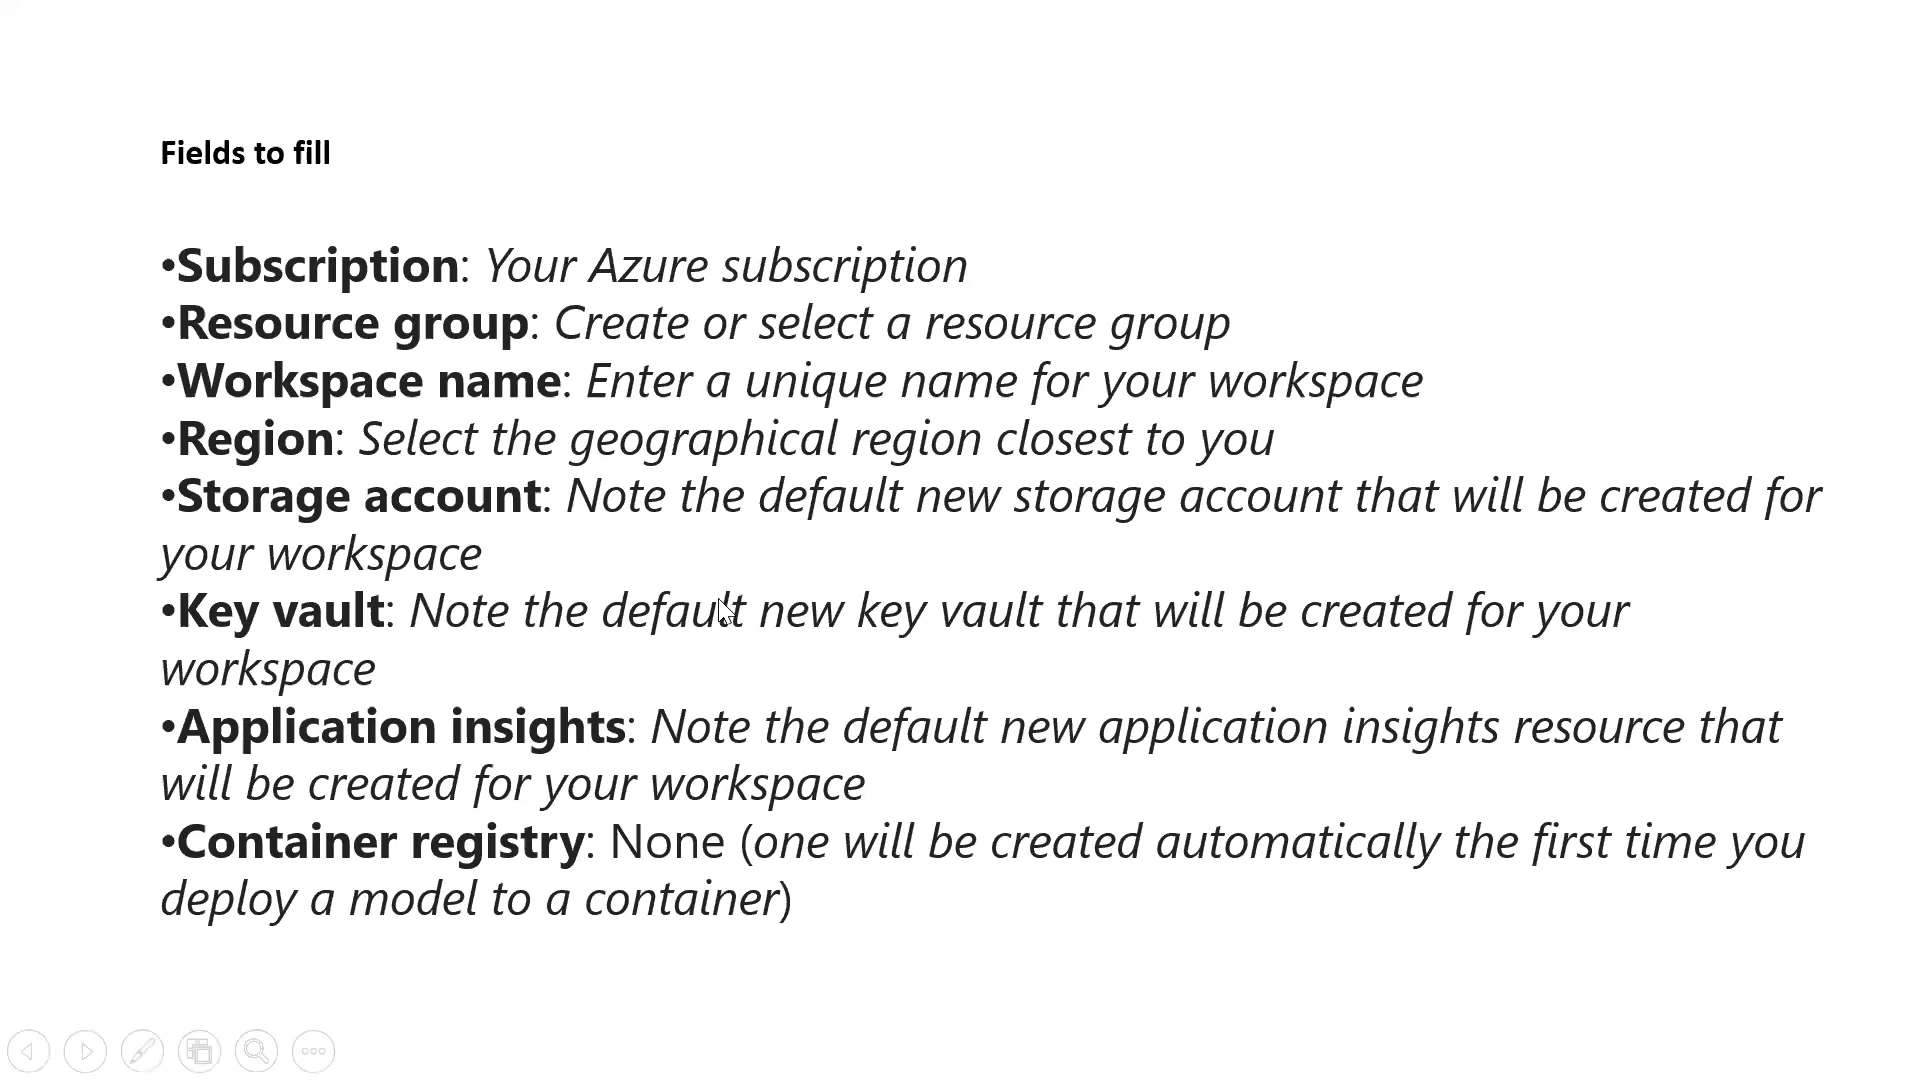 Fields to fill
•Subscription: Your Azure subscription
•Resource group: Create or select a resource group
•Workspace name: Enter a unique name for your workspace
•Region: Select the geographical region closest to you
•Storage account: Note the default new storage account that will be created for
your workspace
•Key vault: Note the default new key vault that will be created for your
workspace
•Application insights: Note the default new application insights resource that
will be created for your workspace
•Container registry: None (one will be created automatically the first time you
deploy a model to a container)